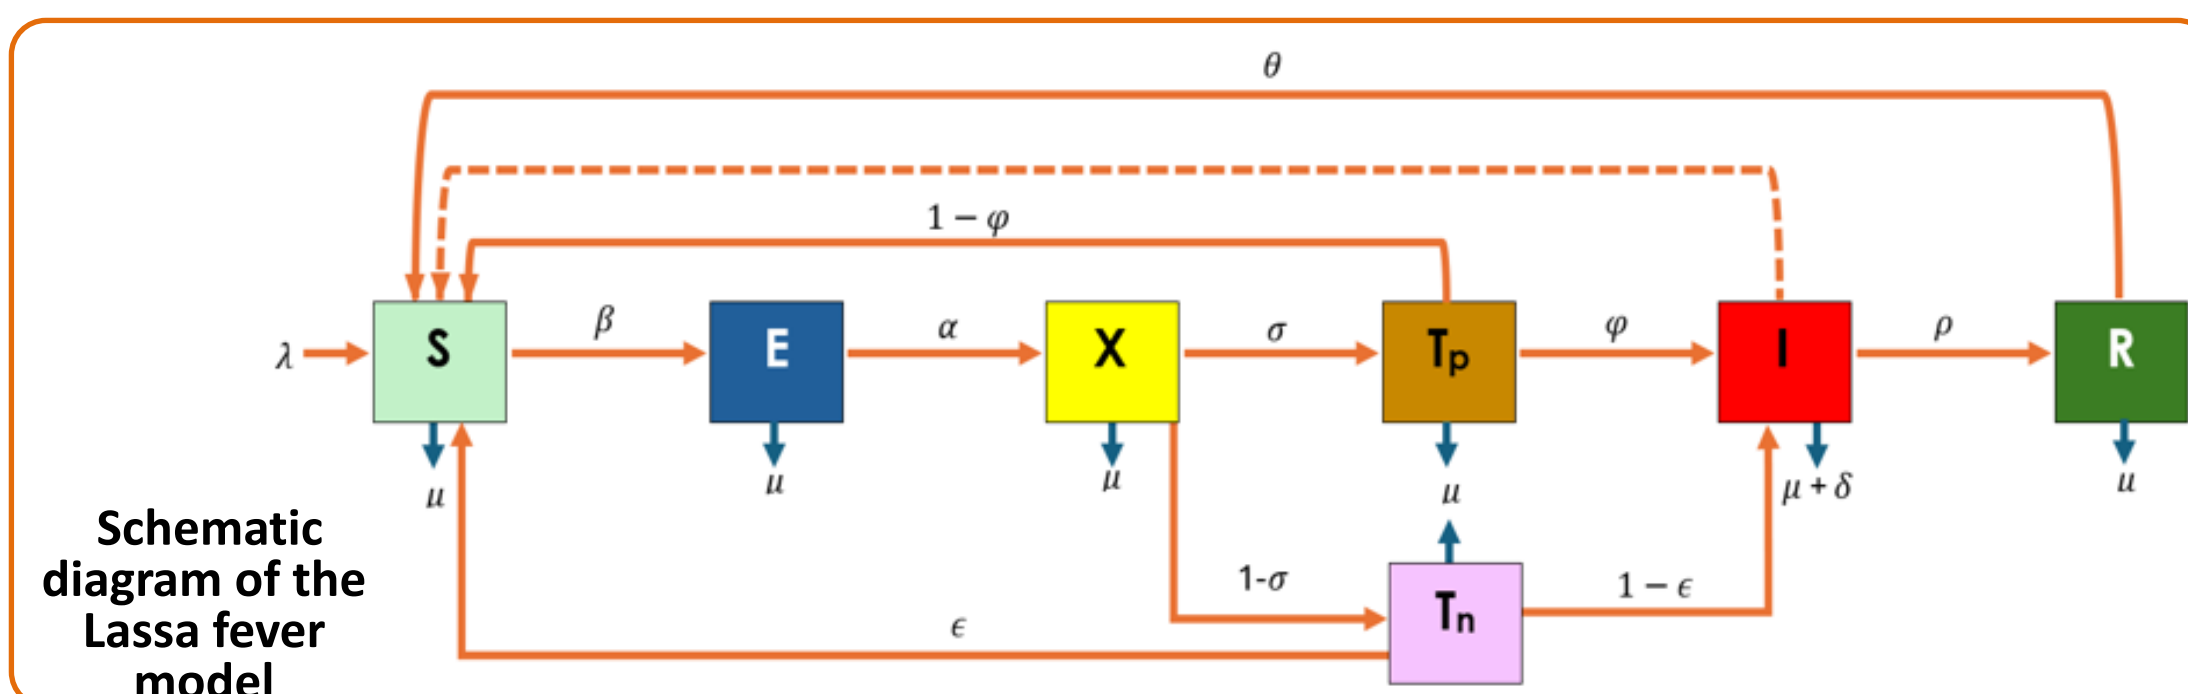 θ
1 − φ
λ
S
β
E
α
X
σ
Tp
φ
I
ρ
R
μ
μ
μ
μ
μ + δ
μ
Schematic
diagram of the
Lassa fever
model
1-σ
Tn
1 − ϵ
ϵ